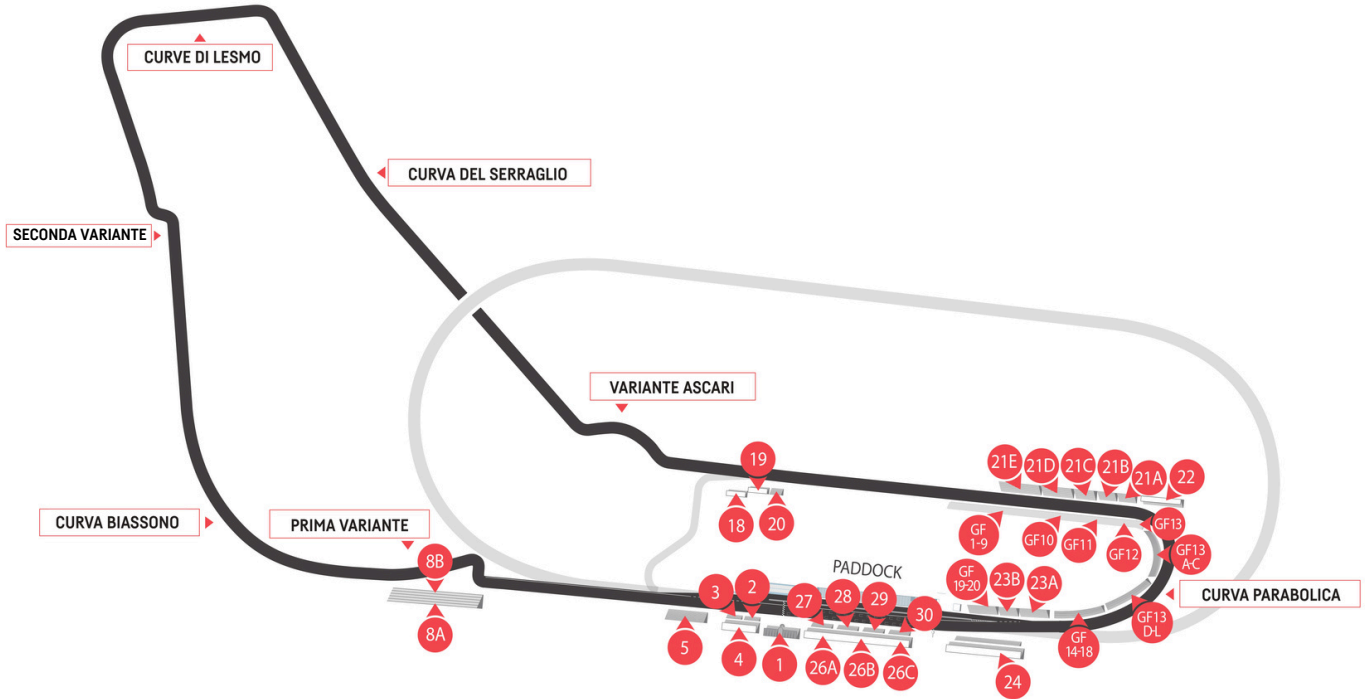 CURVE DI LESMO
CURVA DEL SERRAGLIO
SECONDA VARIANTE
VARIANTE ASCARI
CURVA BIASSONO
PRIMA VARIANTE
8B
8A
19
18
20
21E
21D
21C
21B
21A
22
GF
1-9
GF10
GF11
GF12
GF13
GF13
A-C
GF13
D-L
CURVA PARABOLICA
PADDOCK
GF
19-20
23B
23A
GF
14-18
3
2
27
28
29
30
5
4
1
26A
26B
26C
24